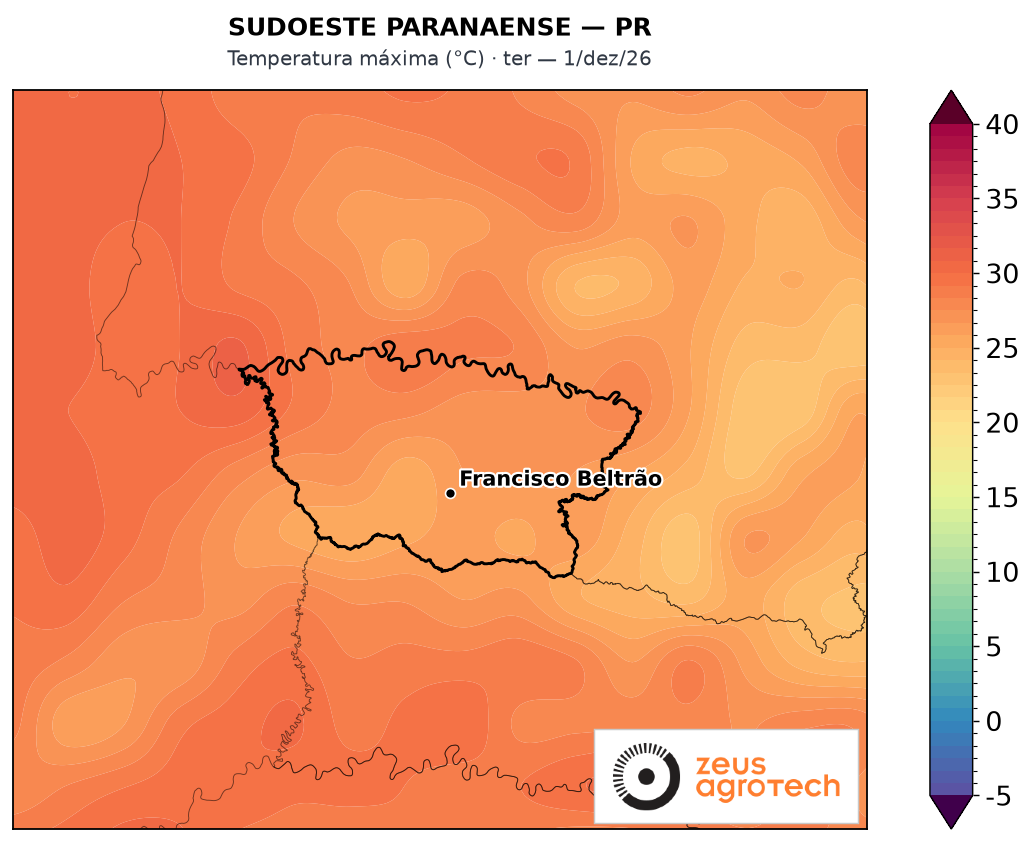 SUDOESTE PARANAENSE — PR
Temperatura máxima (°C) · ter — 1/dez/26
40
35
30
25
20
15
10
5
0
-5
Francisco Beltrão
zeus
agrotech